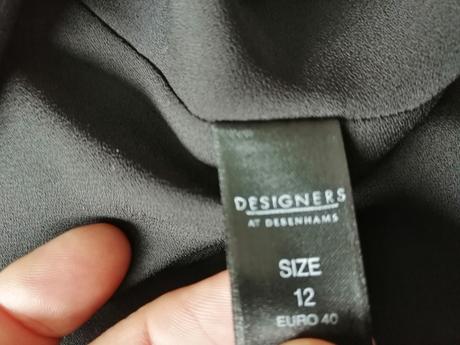 DESIGNERS
AT DEBENHAMS
SIZE
12
EURO 40